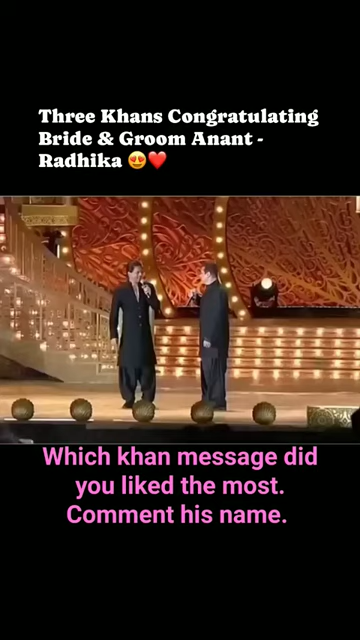 Three Khans Congratulating
Bride & Groom Anant -
Radhika 😍❤️
Which khan message did
you liked the most.
Comment his name.